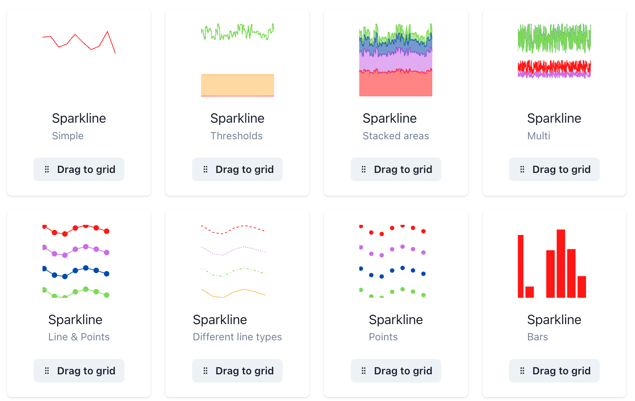 Sparkline
Simple
Drag to grid
Sparkline
Thresholds
Drag to grid
Sparkline
Stacked areas
Drag to grid
Sparkline
Multi
Drag to grid
Sparkline
Line & Points
Drag to grid
Sparkline
Different line types
Drag to grid
Sparkline
Points
Drag to grid
Sparkline
Bars
Drag to grid